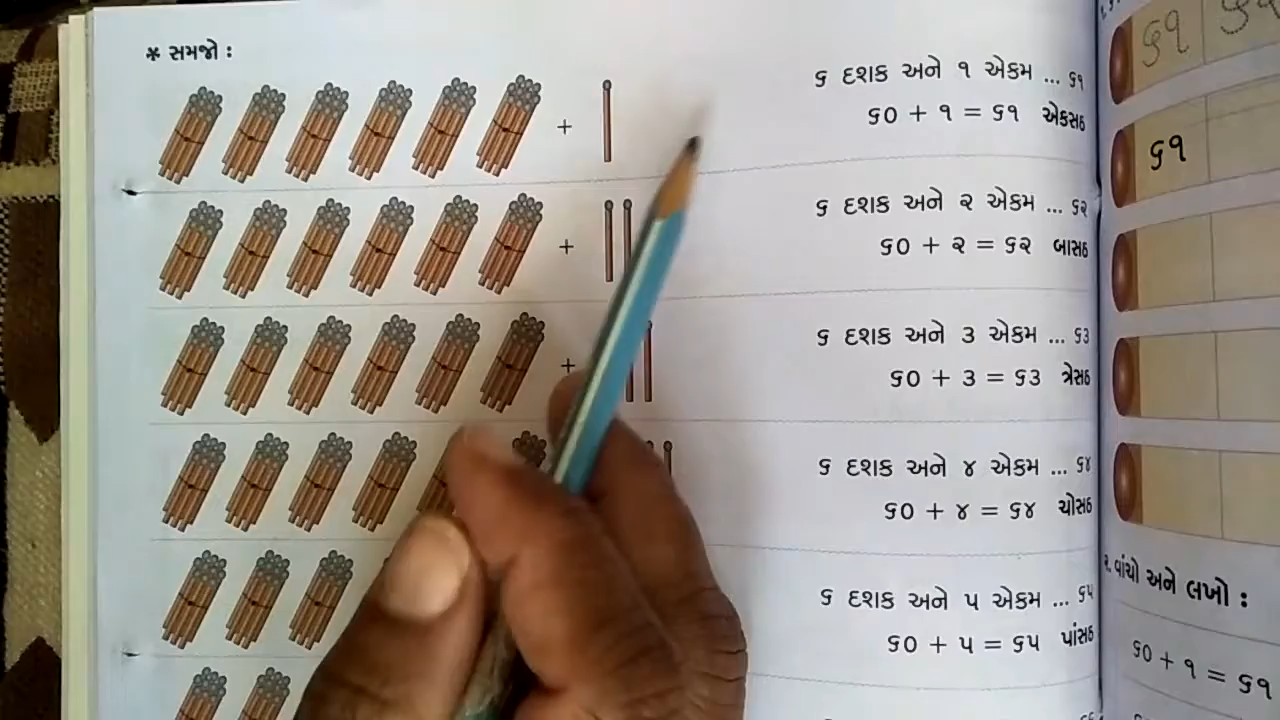 * સમજો :
૬ દશક અને ૧ એકમ ... ૬૧
૬૦ + ૧ = ૬૧ એકસઠ
+
૬ દશક અને ૨ એકમ ... ૬૨
૬૦ + ૨ = ૬૨ બાસઠ
+
૬ દશક અને ૩ એકમ ... ૬૩
૬૦ + ૩ = ૬૩ ત્રેસઠ
+
૬ દશક અને ૪ એકમ ... ૬૪
૬૦ + ૪ = ૬૪ ચોસઠ
૬ દશક અને ૫ એકમ ... ૬૫
૬૦ + ૫ = ૬૫ પાંસઠ
૬૧
૬૧
૨. વાંચો અને લખો :
૬૦ + ૧ = ૬૧